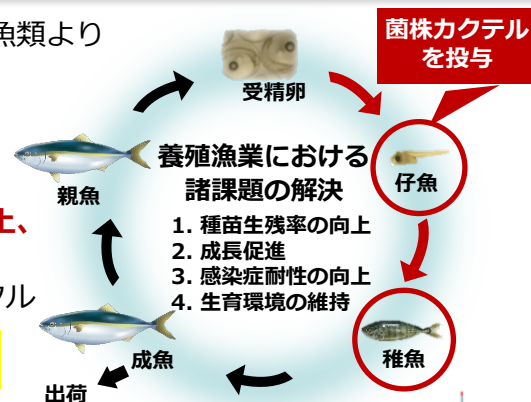 魚類より
菌株カクテル
を投与
受精卵
養殖漁業における
諸課題の解決
仔魚
親魚
1. 種苗生残率の向上
2. 成長促進
3. 感染症耐性の向上
4. 生育環境の維持
上、
稚魚
成魚
出荷